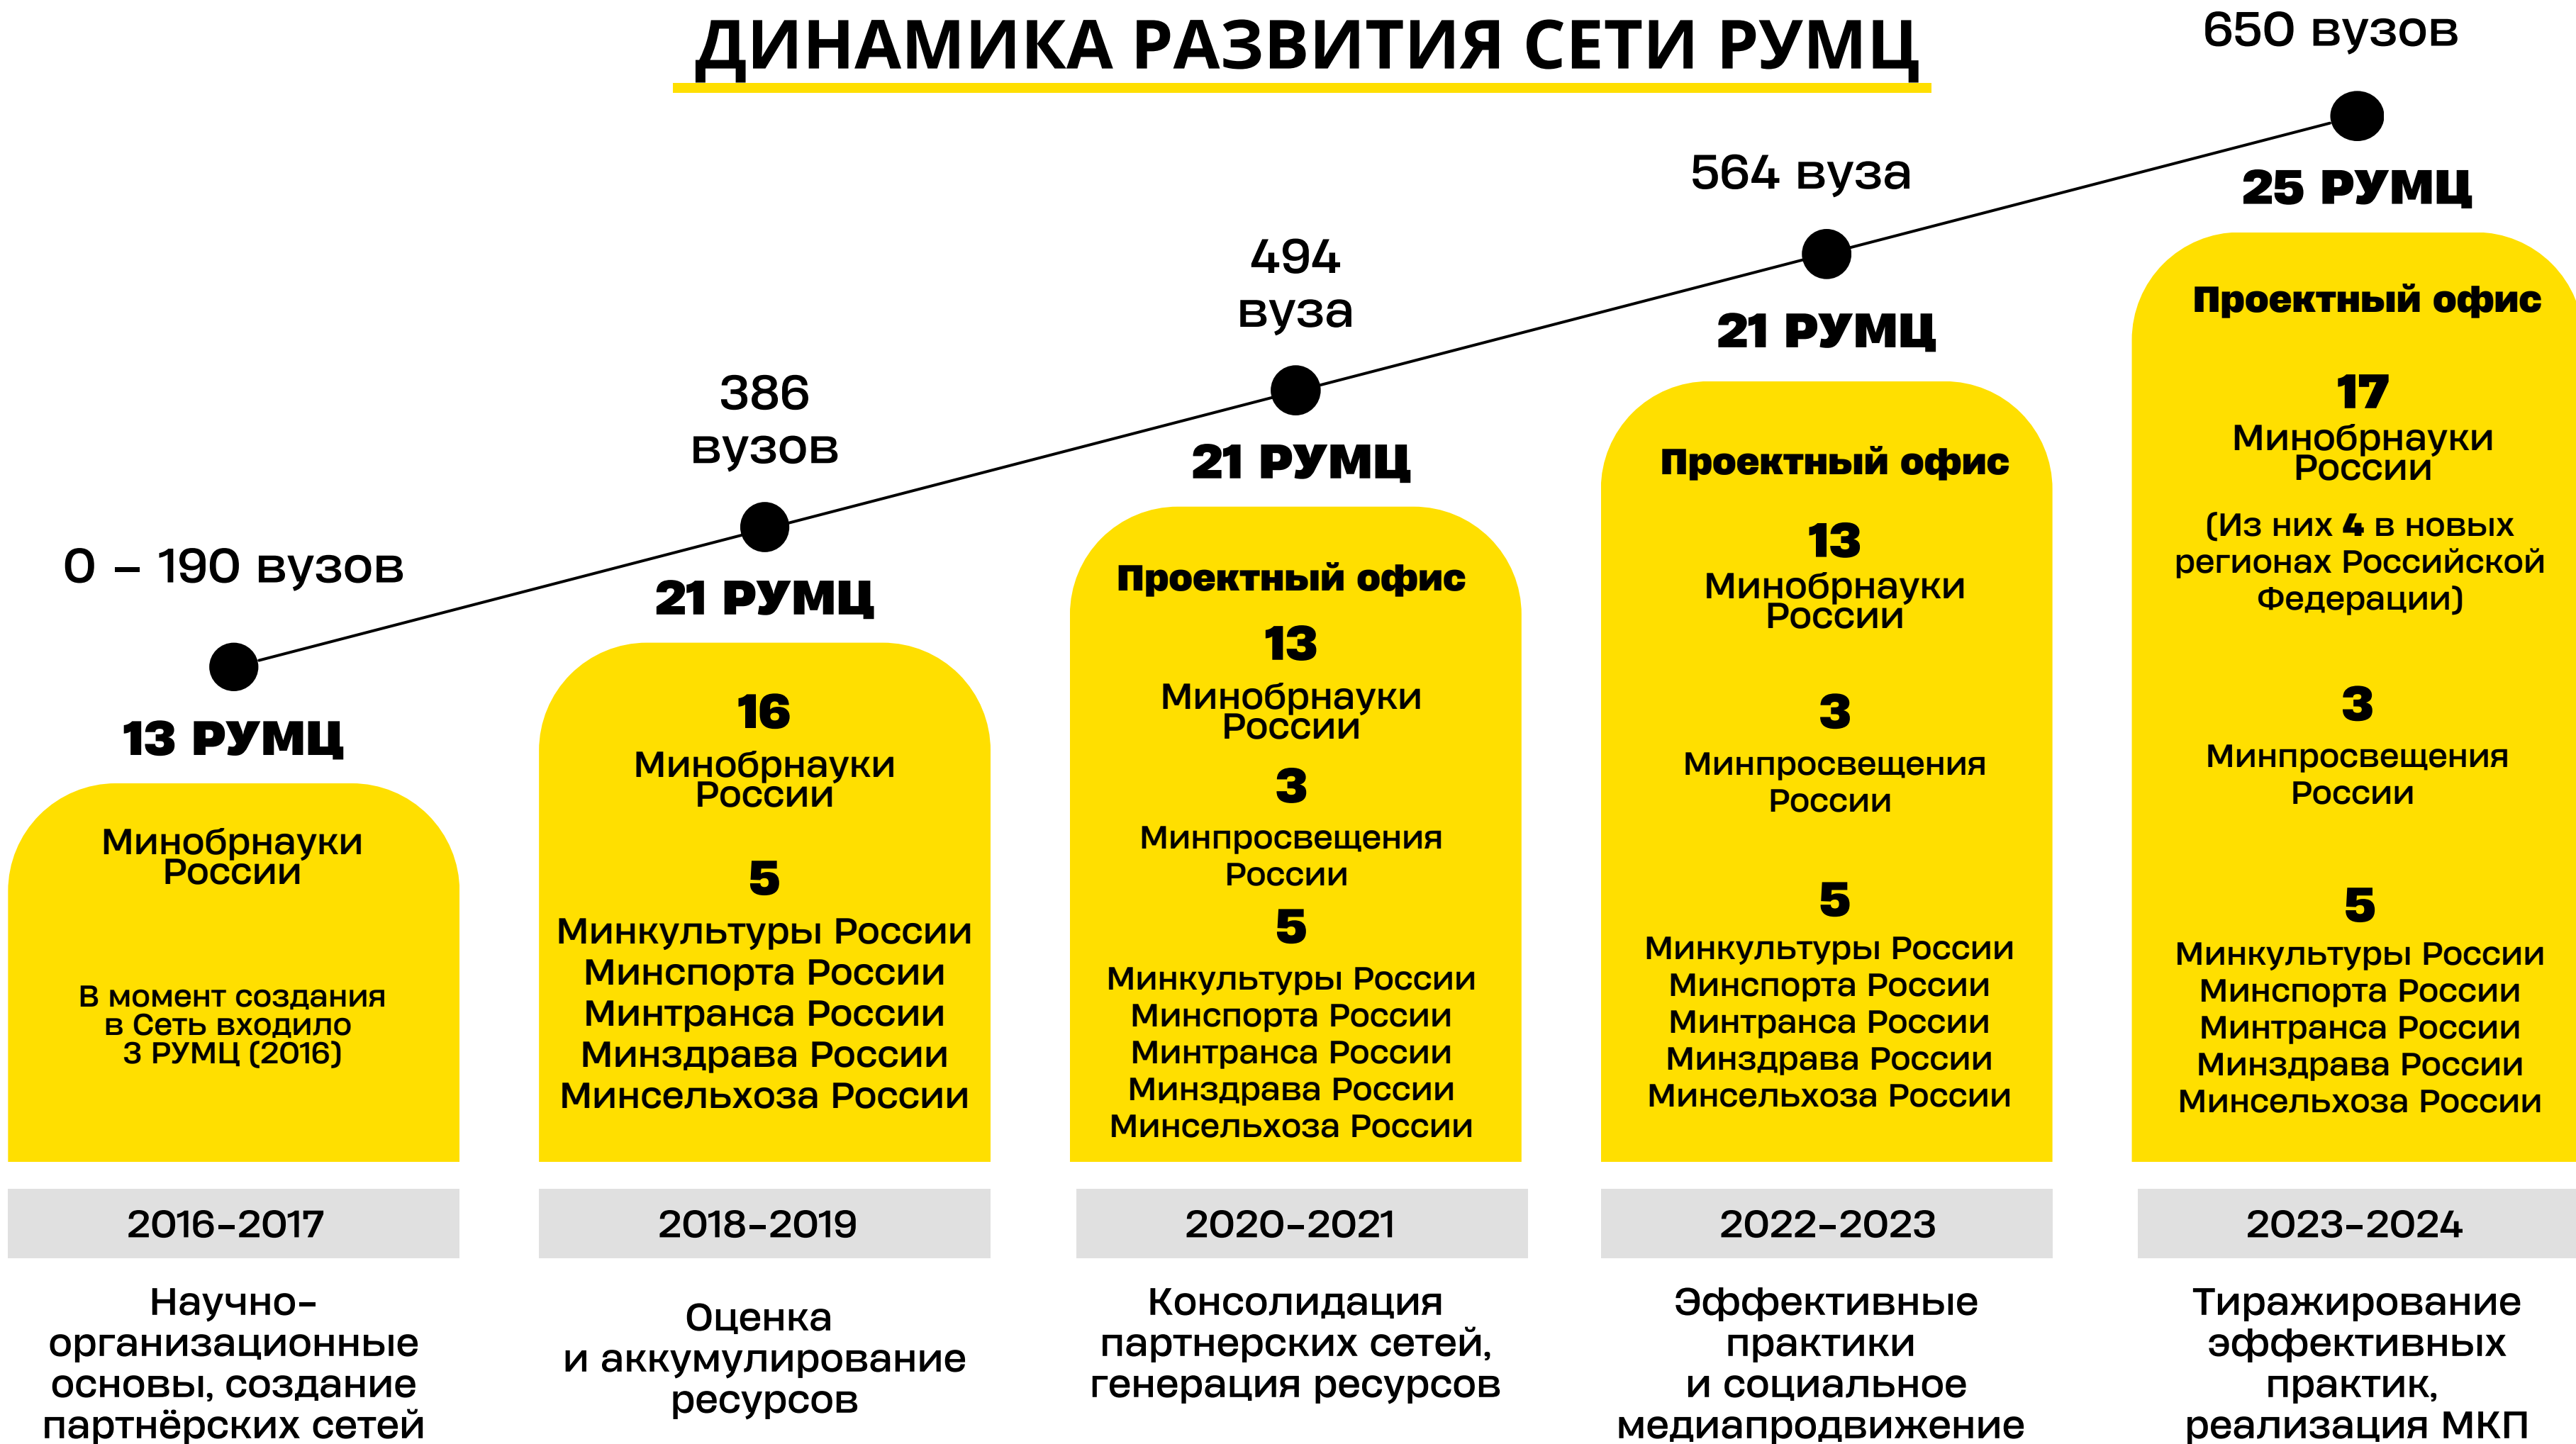 ДИНАМИКА РАЗВИТИЯ СЕТИ РУМЦ
0 – 190 вузов
13 РУМЦ
Минобрнауки
России
В момент создания
в Сеть входило
3 РУМЦ (2016)
2016-2017
Научно-
организационные
основы, создание
партнёрских сетей
386
вузов
21 РУМЦ
16
Минобрнауки
России
5
Минкультуры России
Минспорта России
Минтранса России
Минздрава России
Минсельхоза России
2018-2019
Оценка
и аккумулирование
ресурсов
494
вуза
21 РУМЦ
Проектный офис
13
Минобрнауки
России
3
Минпросвещения
России
5
Минкультуры России
Минспорта России
Минтранса России
Минздрава России
Минсельхоза России
2020-2021
Консолидация
партнерских сетей,
генерация ресурсов
564 вуза
21 РУМЦ
Проектный офис
13
Минобрнауки
России
3
Минпросвещения
России
5
Минкультуры России
Минспорта России
Минтранса России
Минздрава России
Минсельхоза России
2022-2023
Эффективные
практики
и социальное
медиапродвижение
650 вузов
25 РУМЦ
Проектный офис
17
Минобрнауки
России
(Из них 4 в новых
регионах Российской
Федерации)
3
Минпросвещения
России
5
Минкультуры России
Минспорта России
Минтранса России
Минздрава России
Минсельхоза России
2023-2024
Тиражирование
эффективных
практик,
реализация МКП